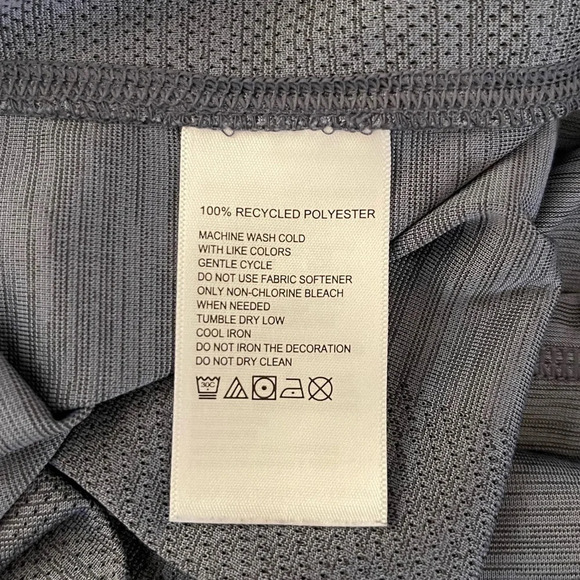 100% RECYCLED POLYESTER
MACHINE WASH COLD
WITH LIKE COLORS
GENTLE CYCLE
DO NOT USE FABRIC SOFTENER
ONLY NON-CHLORINE BLEACH
WHEN NEEDED
TUMBLE DRY LOW
COOL IRON
DO NOT IRON THE DECORATION
DO NOT DRY CLEAN
30C